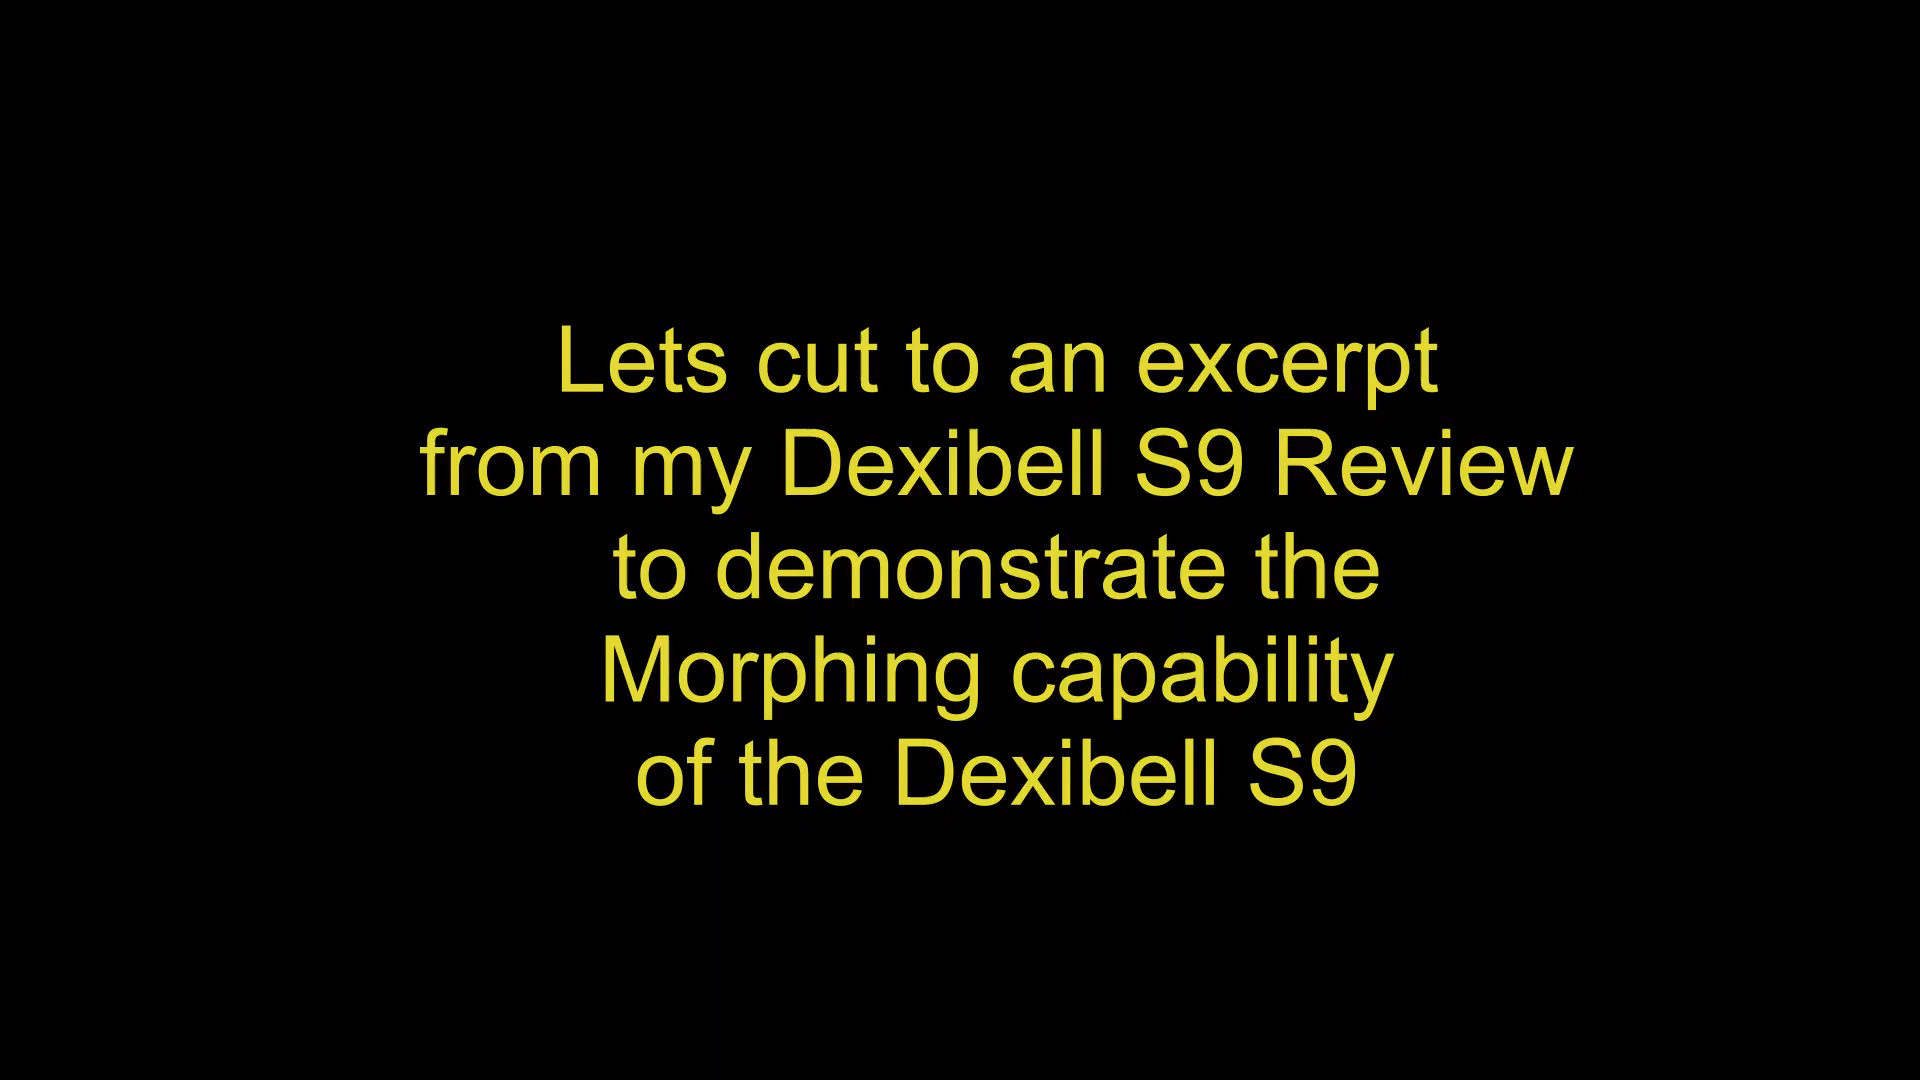 Lets cut to an excerpt
from my Dexibell S9 Review
to demonstrate the
Morphing capability
of the Dexibell S9